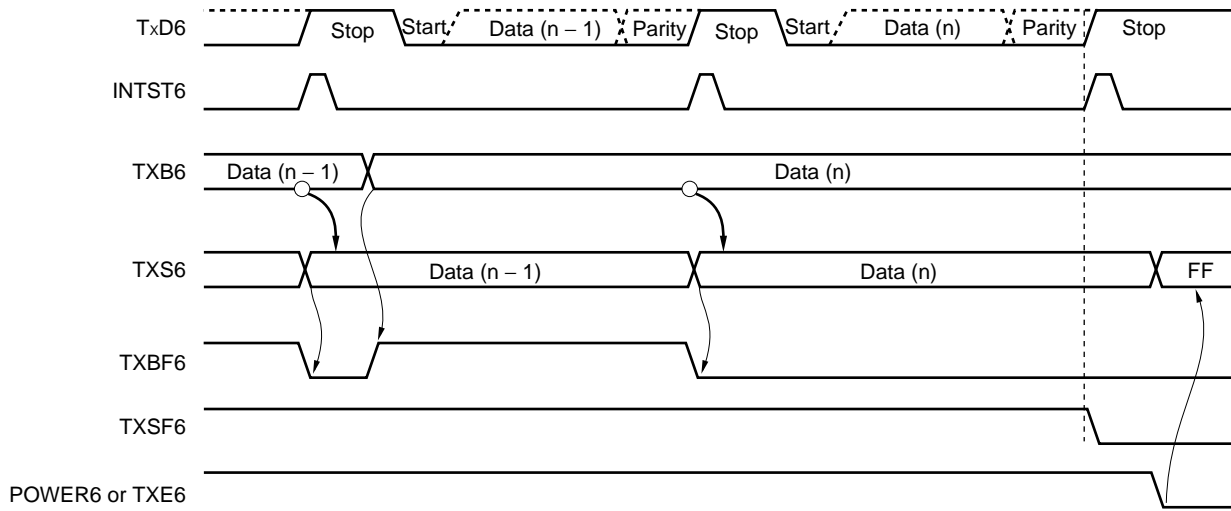 TxD6 Stop Start Data (n – 1) Parity Stop Start Data (n) Parity Stop
INTST6
TXB6 Data (n – 1) Data (n)
TXS6 Data (n – 1) Data (n) FF
TXBF6
TXSF6
POWER6 or TXE6